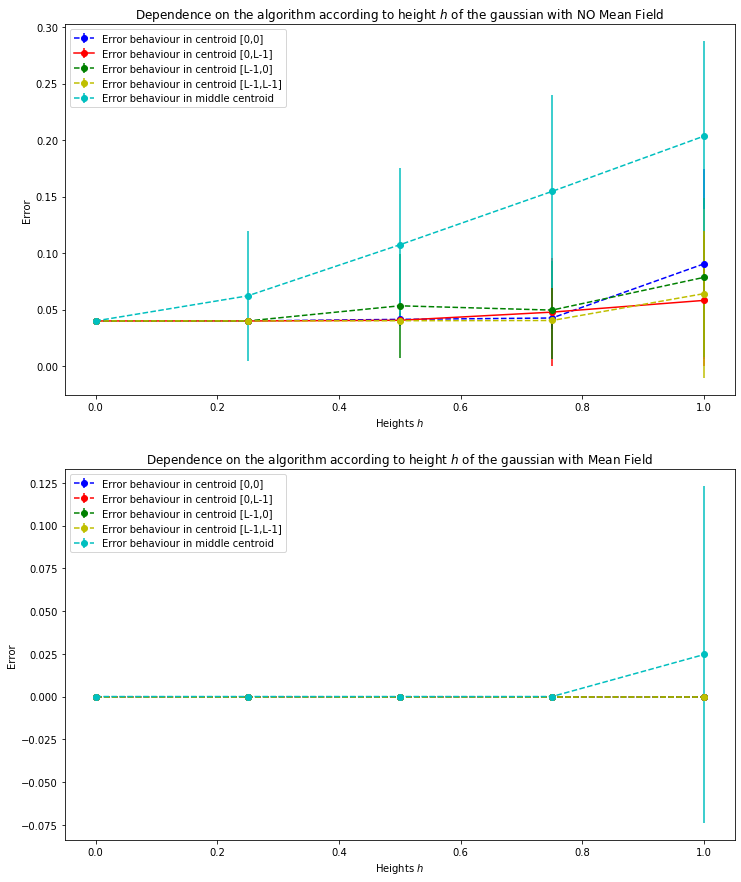 Dependence on the algorithm according to height h of the gaussian with NO Mean Field
Error behaviour in centroid [0,0]
Error behaviour in centroid [0,L-1]
Error behaviour in centroid [L-1,0]
Error behaviour in centroid [L-1,L-1]
Error behaviour in middle centroid
Error
0.30
0.25
0.20
0.15
0.10
0.05
0.00
0.0 0.2 0.4 0.6 0.8 1.0
Heights h
Dependence on the algorithm according to height h of the gaussian with Mean Field
Error behaviour in centroid [0,0]
Error behaviour in centroid [0,L-1]
Error behaviour in centroid [L-1,0]
Error behaviour in centroid [L-1,L-1]
Error behaviour in middle centroid
Error
0.125
0.100
0.075
0.050
0.025
0.000
−0.025
−0.050
−0.075
0.0 0.2 0.4 0.6 0.8 1.0
Heights h